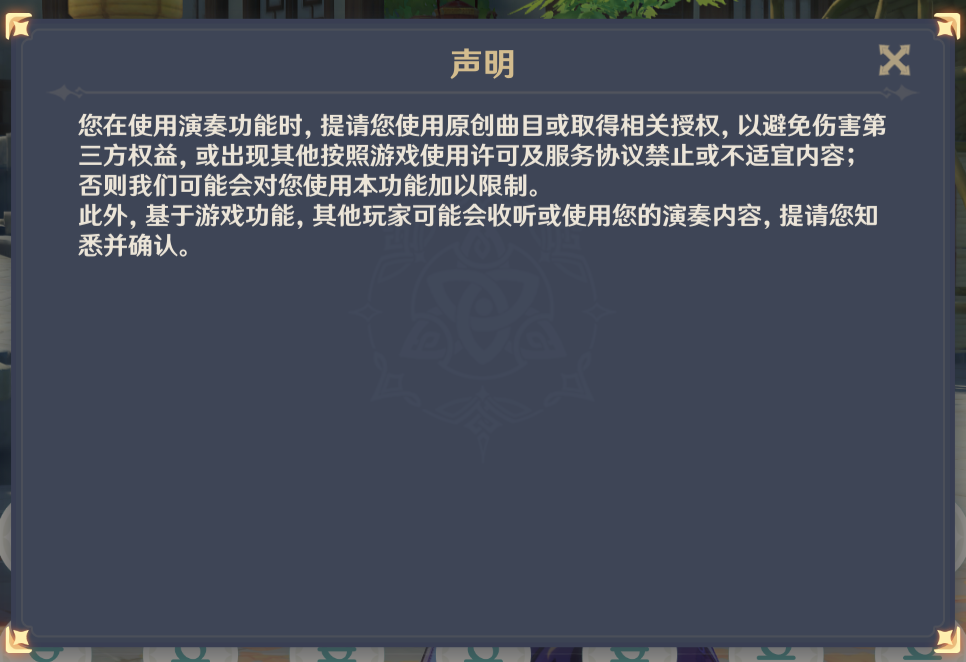 声明
您在使用演奏功能时，提请您使用原创曲目或取得相关授权，以避免伤害第
三方权益，或出现其他按照游戏使用许可及服务协议禁止或不适宜内容；
否则我们可能会对您使用本功能加以限制。
此外，基于游戏功能，其他玩家可能会收听或使用您的演奏内容，提请您知
悉并确认。